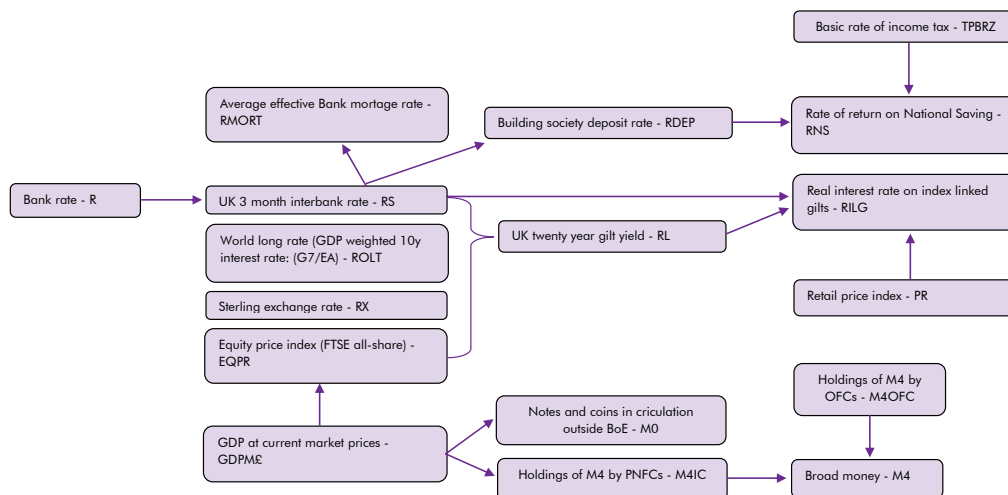 Basic rate of income tax - TPBRZ
Average effective Bank mortage rate -
RMORT
Building society deposit rate - RDEP
Rate of return on National Saving -
RNS
Bank rate - R
UK 3 month interbank rate - RS
Real interest rate on index linked
gilts - RILG
World long rate (GDP weighted 10y
interest rate: (G7/EA) - ROLT
UK twenty year gilt yield - RL
Sterling exchange rate - RX
Retail price index - PR
Equity price index (FTSE all-share) -
EQPR
Holdings of M4 by
OFCs - M4OFC
Notes and coins in criculation
outside BoE - M0
GDP at current market prices -
GDPM£
Holdings of M4 by PNFCs - M4IC
Broad money - M4